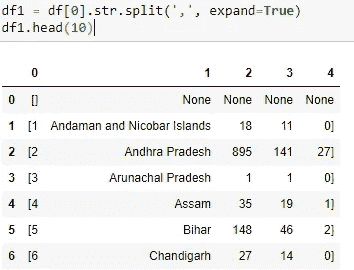 df1 = df[0].str.split(',', expand=True)
df1.head(10)
0 1 2 3 4
0 [] None None None None
1 [1 Andaman and Nicobar Islands 18 11 0]
2 [2 Andhra Pradesh 895 141 27]
3 [3 Arunachal Pradesh 1 1 0]
4 [4 Assam 35 19 1]
5 [5 Bihar 148 46 2]
6 [6 Chandigarh 27 14 0]